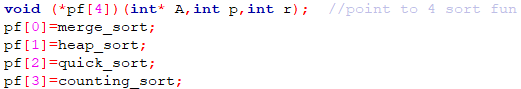 void (*pf[4])(int* A,int p,int r);  //point to 4 sort fun
pf[0]=merge_sort;
pf[1]=heap_sort;
pf[2]=quick_sort;
pf[3]=counting_sort;